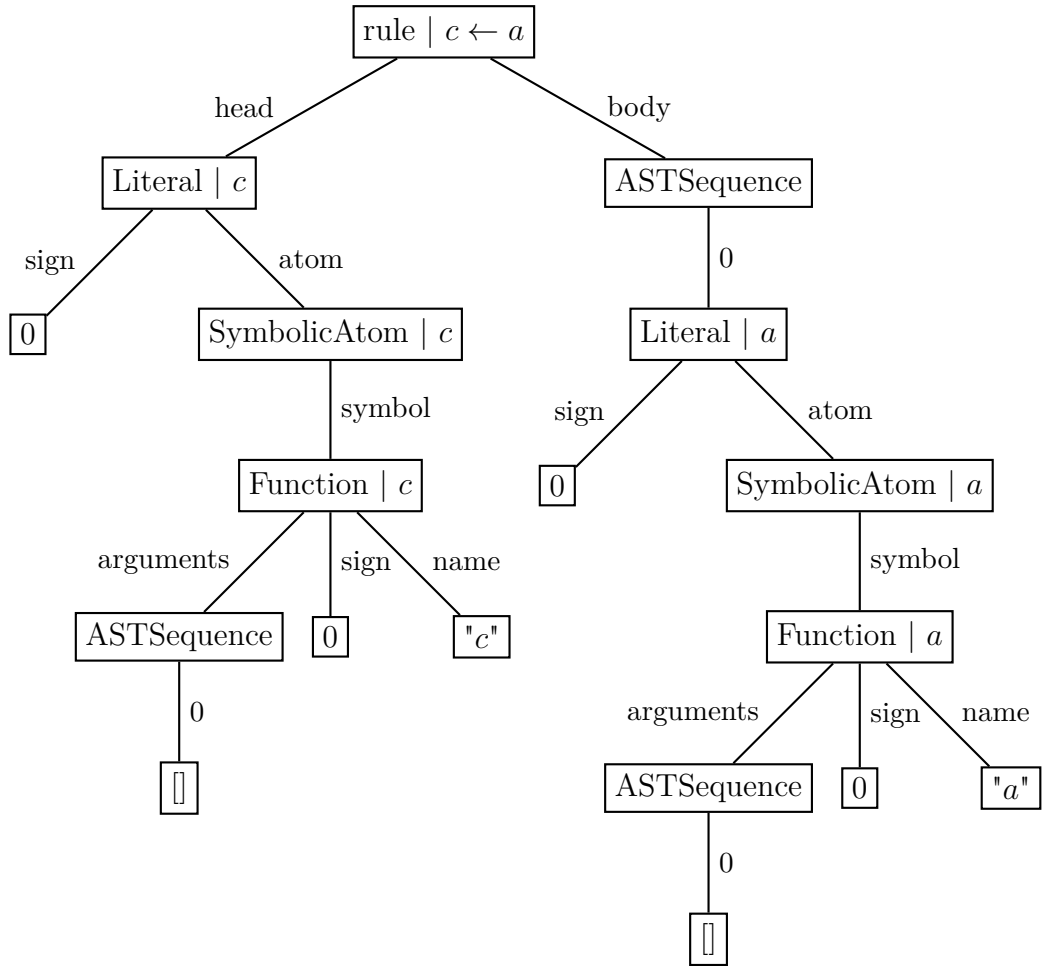 rule | c ← a
head
body
Literal | c
ASTSequence
sign
atom
0
0
SymbolicAtom | c
Literal | a
symbol
sign
atom
Function | c
0
SymbolicAtom | a
arguments
sign
name
symbol
ASTSequence
0
"c"
Function | a
0
arguments
sign
name
[]
ASTSequence
0
"a"
0
[]